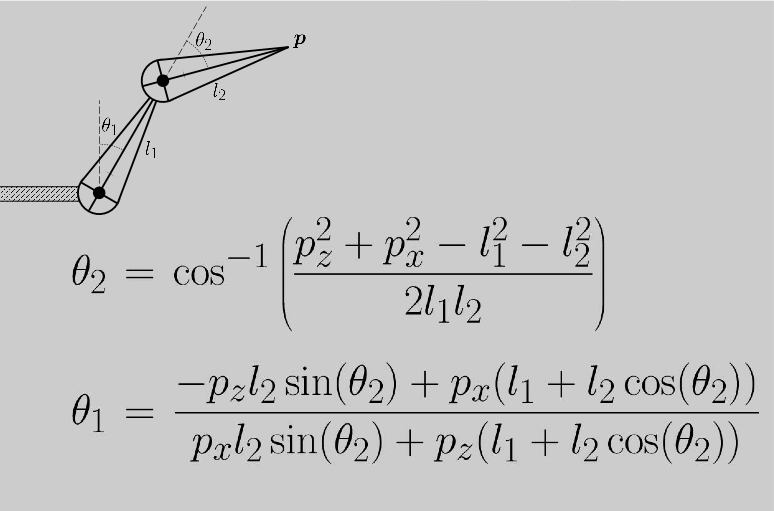 θ₂
p
l₂
θ₁
l₁
θ₂ = cos⁻¹ ((p_z² + p_x² − l₁² − l₂²) / (2l₁l₂))
θ₁ = (−p_z l₂ sin(θ₂) + p_x(l₁ + l₂ cos(θ₂))) / (p_x l₂ sin(θ₂) + p_z(l₁ + l₂ cos(θ₂)))